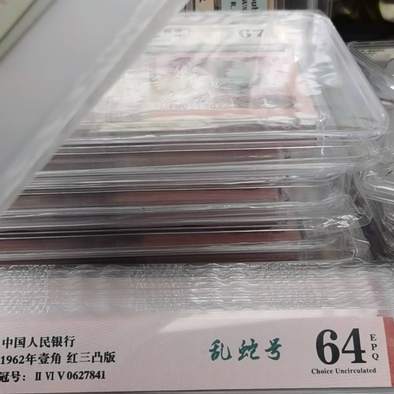 67
中国人民银行
1962年壹角 红三凸版
冠号: II VI V 0627841
乱蛇号
64 EPQ
Choice Uncirculated